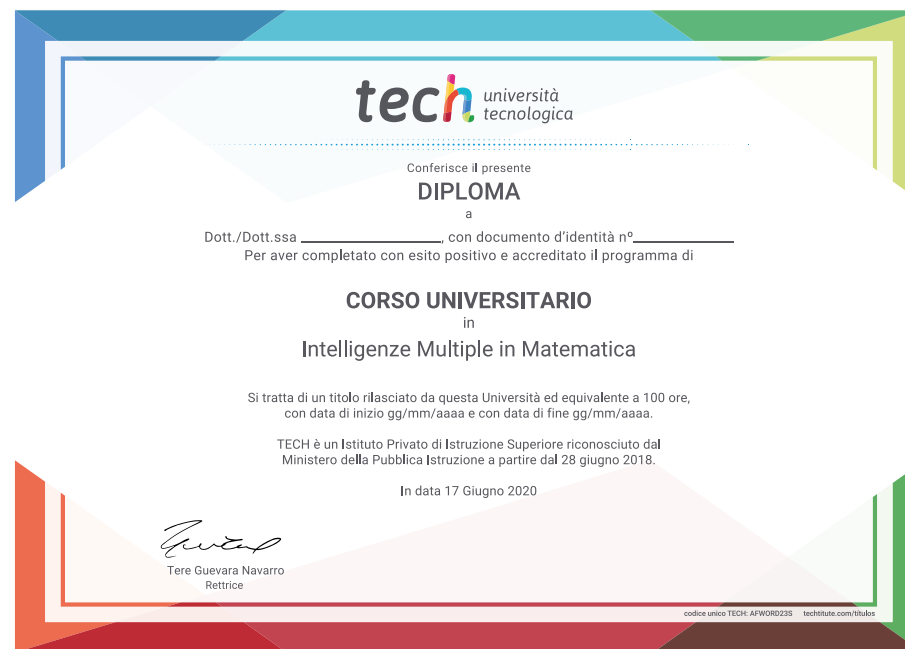 tech università
tecnologica
Conferisce il presente
DIPLOMA
a
Dott./Dott.ssa ____________________, con documento d'identità nº______________
Per aver completato con esito positivo e accreditato il programma di
CORSO UNIVERSITARIO
in
Intelligenze Multiple in Matematica
Si tratta di un titolo rilasciato da questa Università ed equivalente a 100 ore,
con data di inizio gg/mm/aaaa e con data di fine gg/mm/aaaa.
TECH è un Istituto Privato di Istruzione Superiore riconosciuto dal
Ministero della Pubblica Istruzione a partire dal 28 giugno 2018.
In data 17 Giugno 2020
Tere Guevara Navarro
Rettrice
codice unico TECH: AFWORD23S techtitute.com/titulos